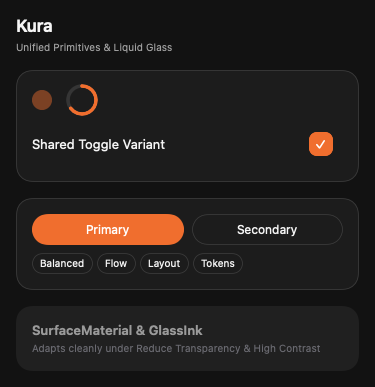 Kura
Unified Primitives & Liquid Glass
Shared Toggle Variant
Primary Secondary
Balanced Flow Layout Tokens
SurfaceMaterial & GlassInk
Adapts cleanly under Reduce Transparency & High Contrast